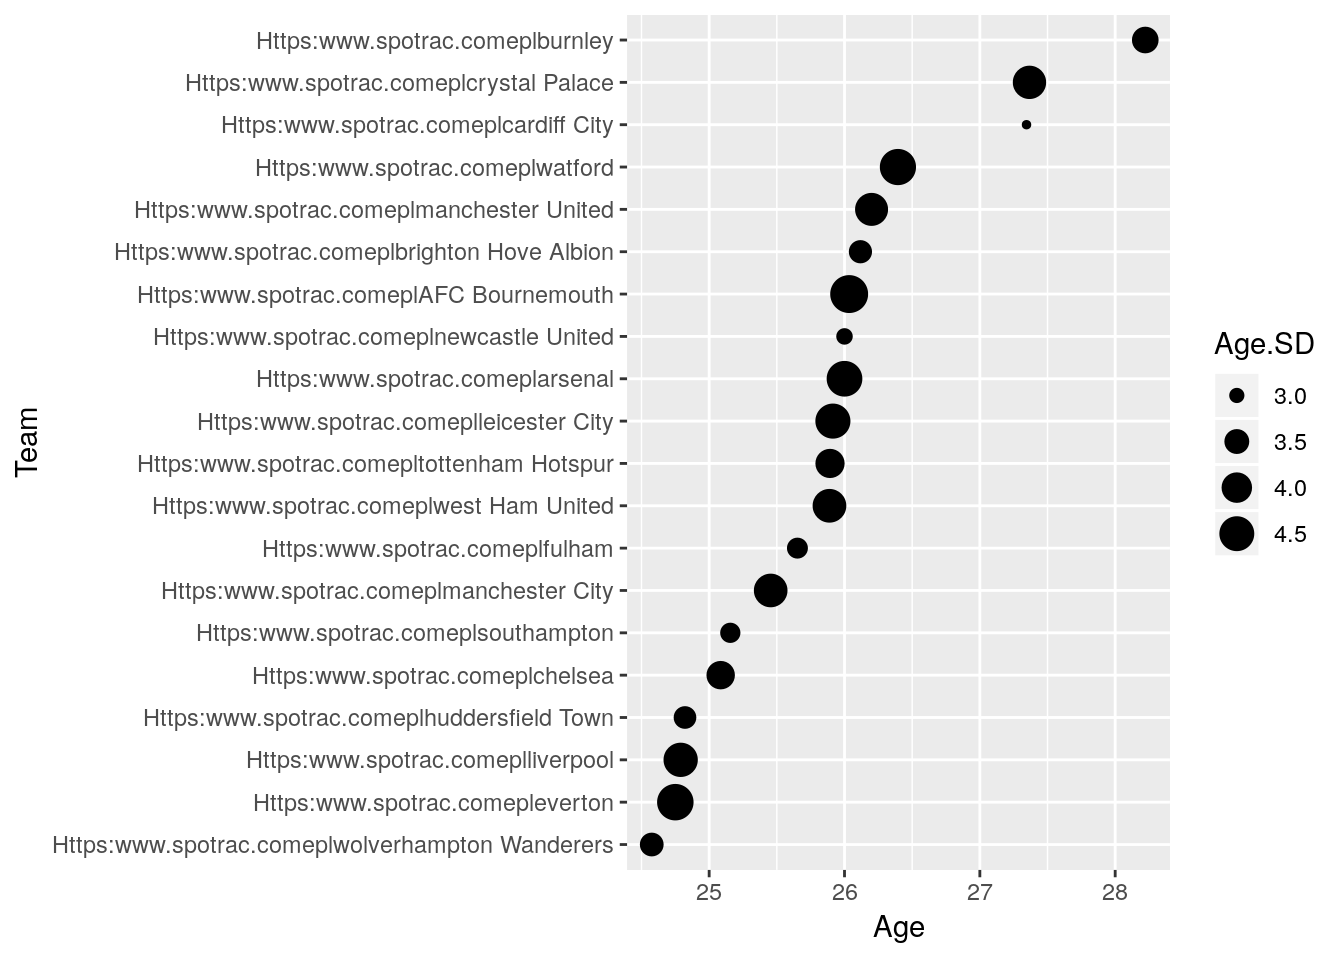 Https:www.spotrac.comeplburnley
Https:www.spotrac.comeplcrystal Palace
Https:www.spotrac.comeplcardiff City
Https:www.spotrac.comeplwatford
Https:www.spotrac.comeplmanchester United
Https:www.spotrac.comeplbrighton Hove Albion
Https:www.spotrac.comeplAFC Bournemouth
Https:www.spotrac.comeplnewcastle United
Https:www.spotrac.comeplarsenal
Https:www.spotrac.comeplleicester City
Https:www.spotrac.comepltottenham Hotspur
Https:www.spotrac.comeplwest Ham United
Https:www.spotrac.comeplfulham
Https:www.spotrac.comeplmanchester City
Https:www.spotrac.comeplsouthampton
Https:www.spotrac.comeplchelsea
Https:www.spotrac.comeplhuddersfield Town
Https:www.spotrac.comeplliverpool
Https:www.spotrac.comepleverton
Https:www.spotrac.comeplwolverhampton Wanderers
Team
25 26 27 28
Age
Age.SD
3.0
3.5
4.0
4.5